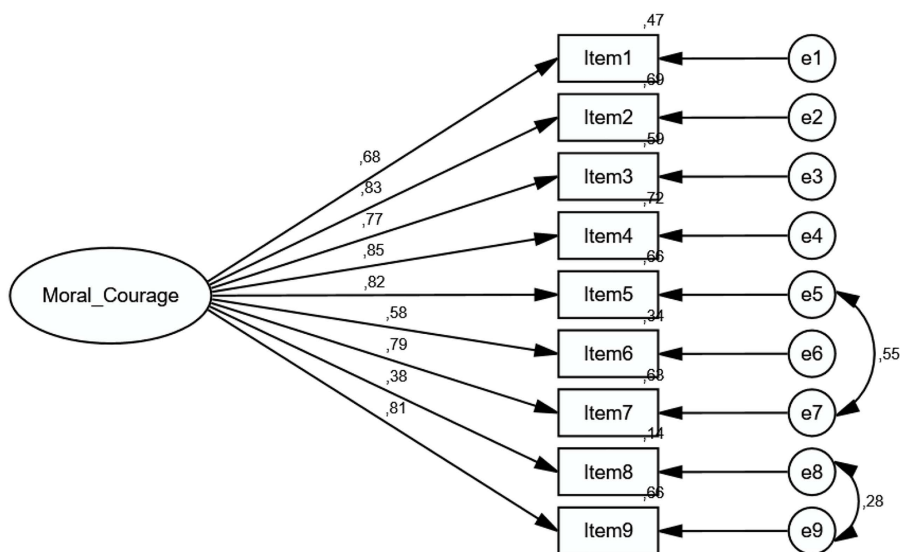 ,47
Item1
e1
,69
Item2
e2
,59
Item3
e3
,72
Item4
e4
,66
Item5
e5
,34
Item6
e6
,63
Item7
e7
,14
Item8
e8
,66
Item9
e9
,68
,83
,77
,85
,82
,58
,79
,38
,81
Moral_Courage
,55
,28